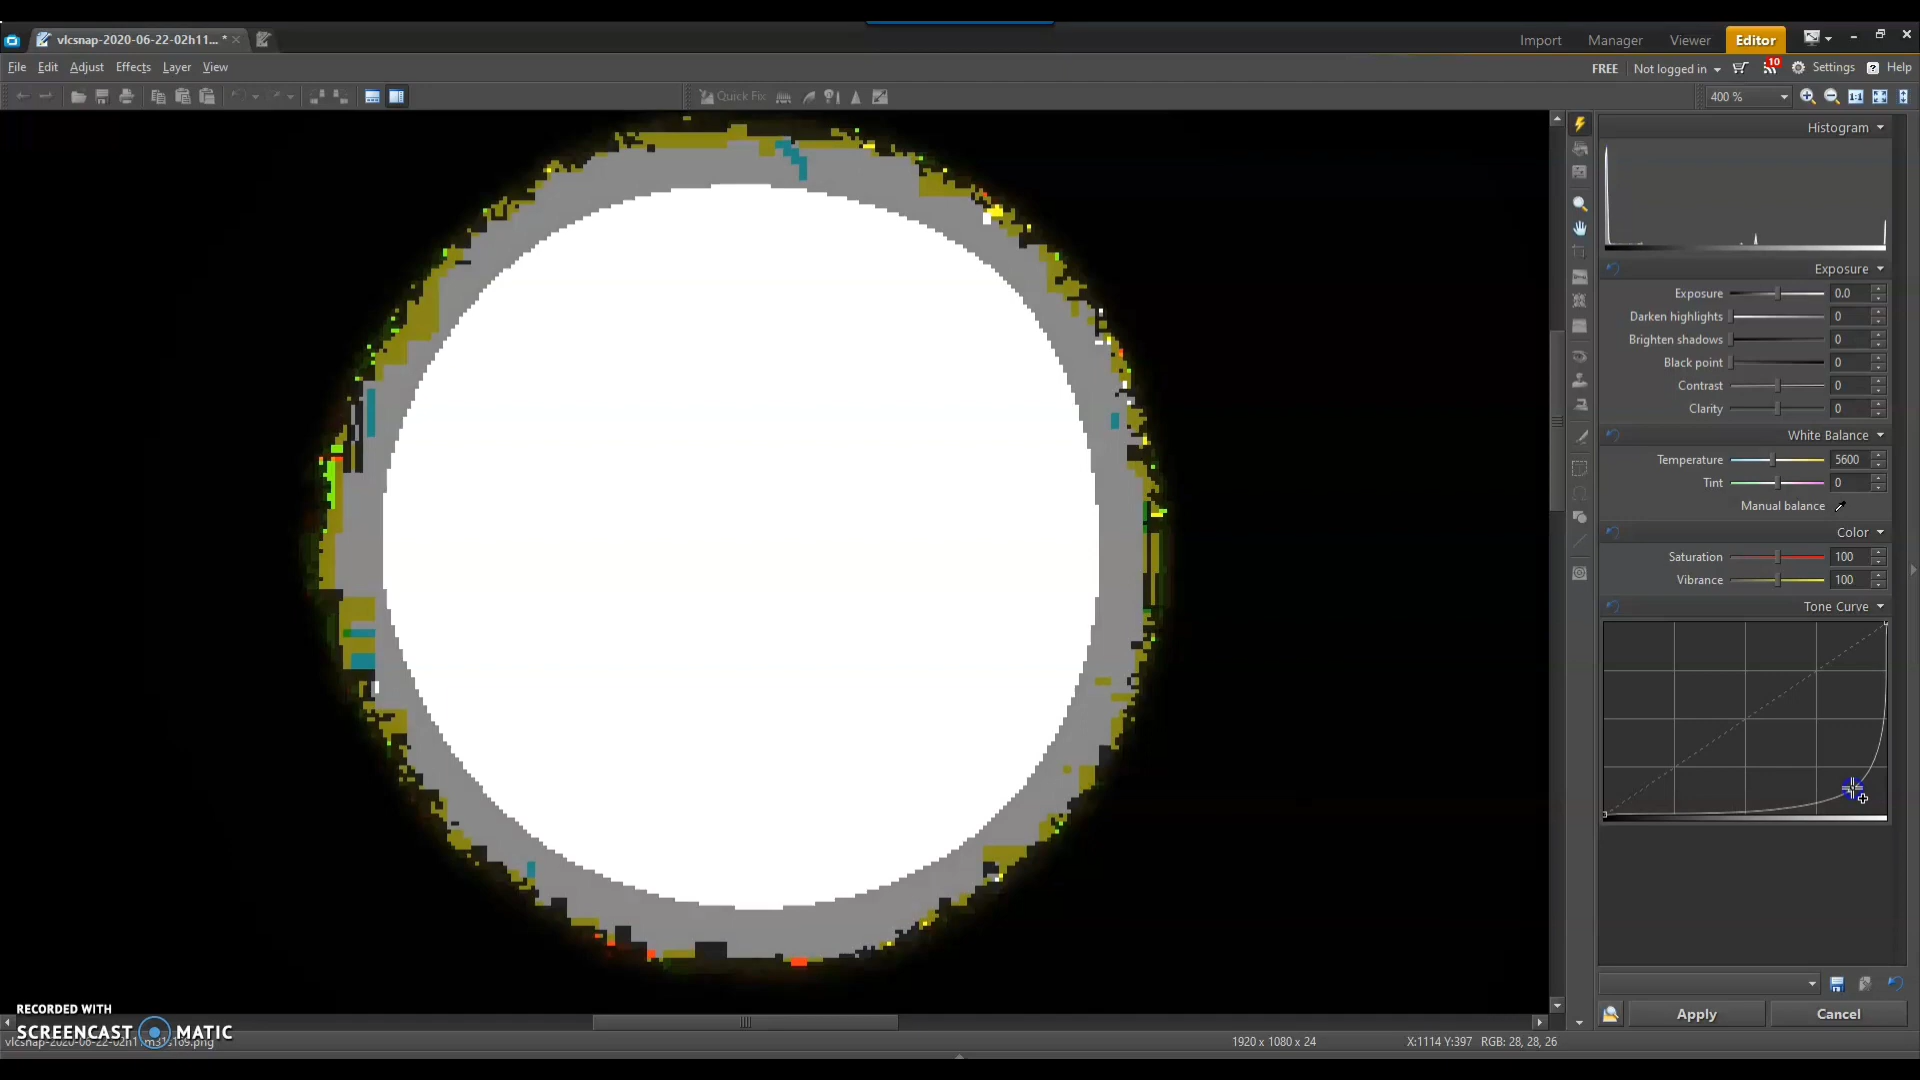 vlcsnap-2020-06-22-02h11... *
Import Manager Viewer Editor
File Edit Adjust Effects Layer View
FREE Not logged in 10 Settings Help
Quick Fix
400 %
Histogram
Exposure
Exposure 0.0
Darken highlights 0
Brighten shadows 0
Black point 0
Contrast 0
Clarity 0
White Balance
Temperature 5600
Tint 0
Manual balance
Color
Saturation 100
Vibrance 100
Tone Curve
Apply Cancel
RECORDED WITH
SCREENCAST MATIC
1920 x 1080 x 24 X:1114 Y:397 RGB: 28, 28, 26